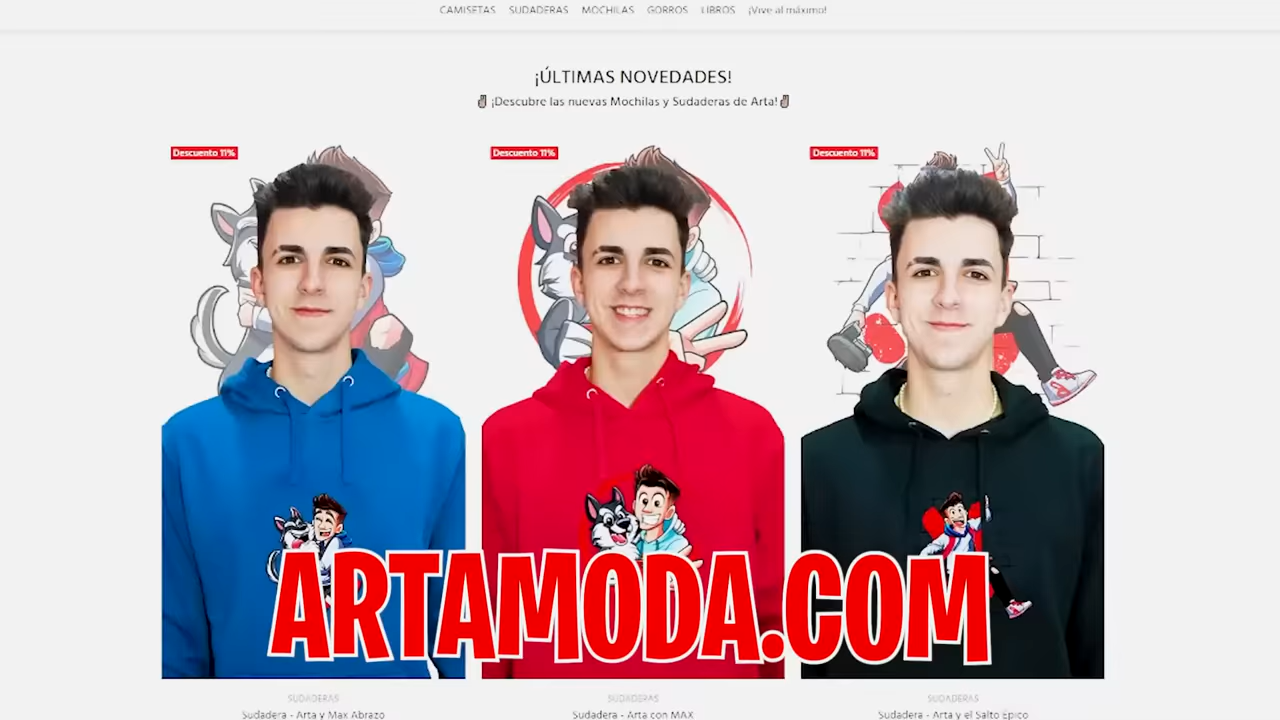 CAMISETAS SUDADERAS MOCHILAS GORROS LIBROS ¡Vive al máximo!
¡ÚLTIMAS NOVEDADES!
¡Descubre las nuevas Mochilas y Sudaderas de Arta!
Descuento 11% Descuento 11% Descuento 11%
ARTAMODA.COM
SUDADERAS SUDADERAS SUDADERAS
Sudadera - Arta y Max Abrazo Sudadera - Arta con MAX Sudadera - Arta y el Salto Épico